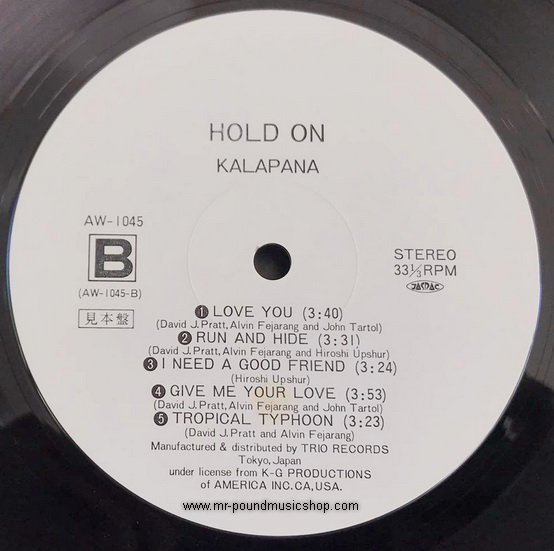 HOLD ON
KALAPANA
AW-1045
B
(AW-1045-B)
見本盤
STEREO
33 1/3 RPM
JASRAC
❶ LOVE YOU (3:40)
(David J. Pratt, Alvin Fejarang and John Tartol)
❷ RUN AND HIDE (3:31)
(David J. Pratt, Alvin Fejarang and Hiroshi Upshur)
❸ I NEED A GOOD FRIEND (3:24)
(Hiroshi Upshur)
❹ GIVE ME YOUR LOVE (3:53)
(David J. Pratt, Alvin Fejarang and John Tartol)
❺ TROPICAL TYPHOON (3:23)
(David J. Pratt and Alvin Fejarang)
Manufactured & distributed by TRIO RECORDS
Tokyo, Japan
under license from K-G PRODUCTIONS
of AMERICA INC. CA, USA.
www.mr-poundmusicshop.com